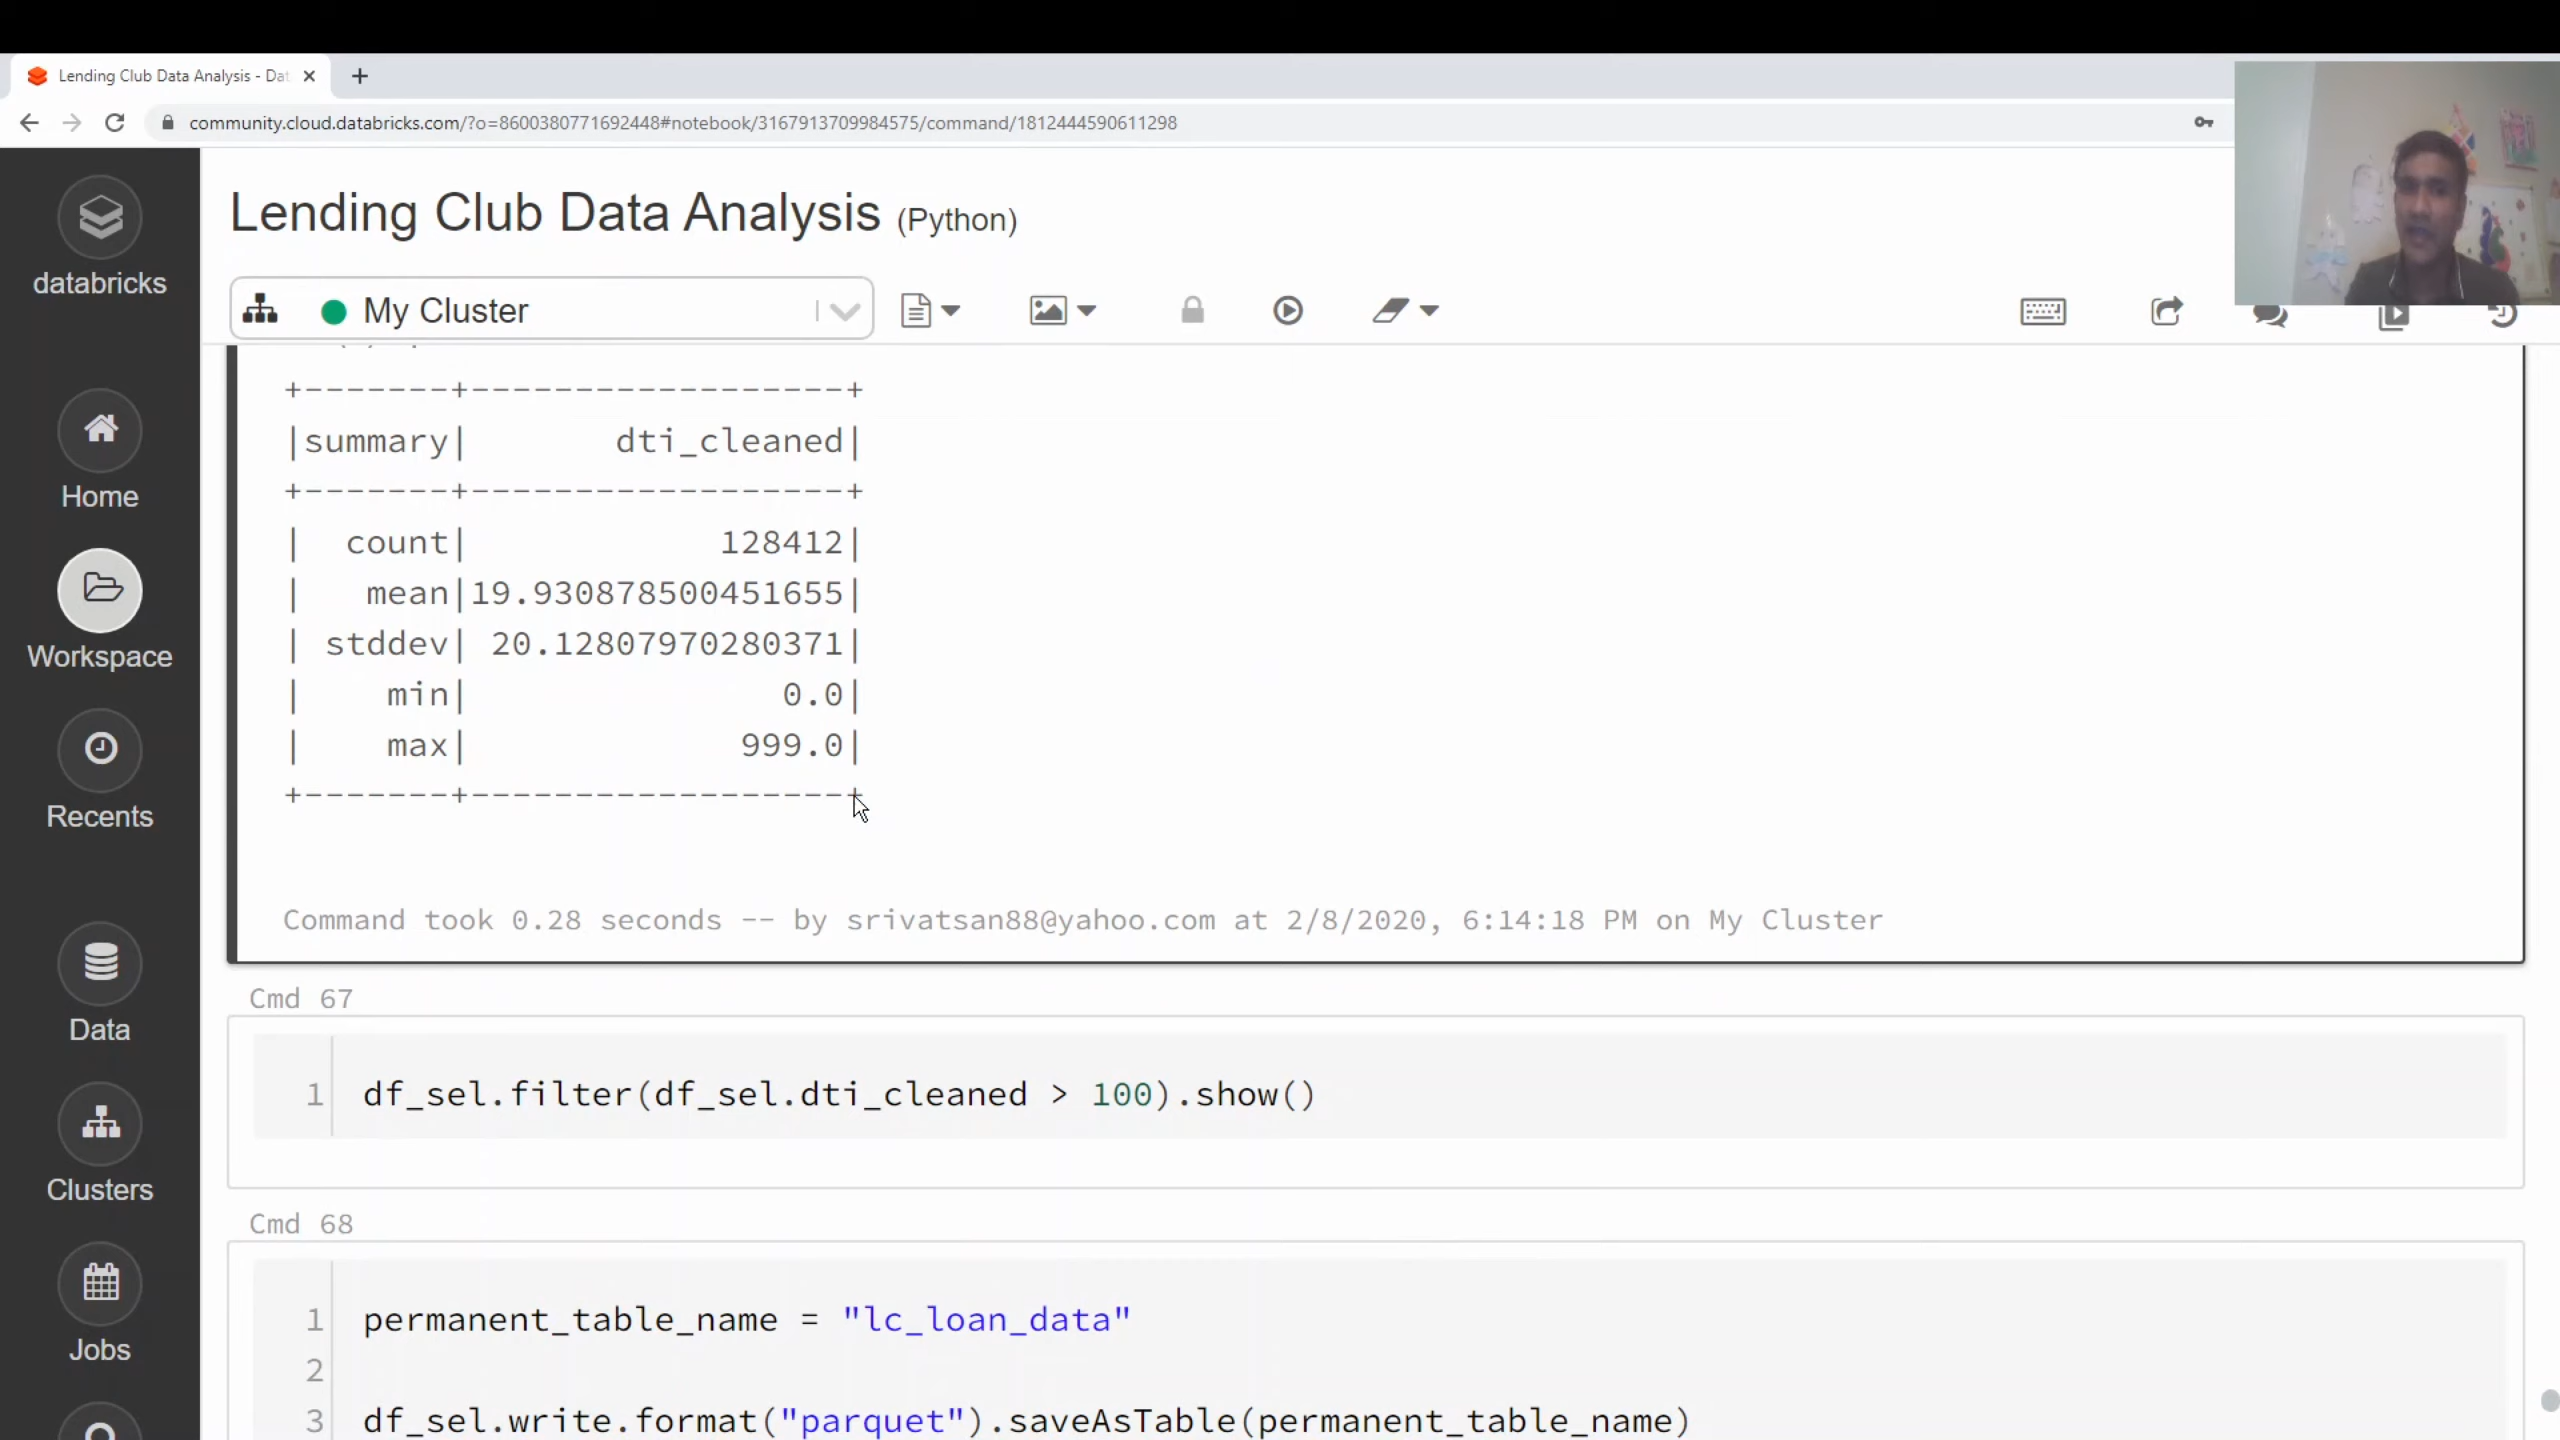 Lending Club Data Analysis - Dat
community.cloud.databricks.com/?o=8600380771692448#notebook/3167913709984575/command/1812444590611298
databricks
Home
Workspace
Recents
Data
Clusters
Jobs
Lending Club Data Analysis (Python)
My Cluster
+-------+------------------+
|summary|       dti_cleaned|
+-------+------------------+
|  count|            128412|
|   mean|19.930878500451655|
| stddev| 20.12807970280371|
|    min|               0.0|
|    max|             999.0|
+-------+------------------+
Command took 0.28 seconds -- by srivatsan88@yahoo.com at 2/8/2020, 6:14:18 PM on My Cluster
Cmd 67
1 df_sel.filter(df_sel.dti_cleaned > 100).show()
Cmd 68
1 permanent_table_name = "lc_loan_data"
2
3 df_sel.write.format("parquet").saveAsTable(permanent_table_name)